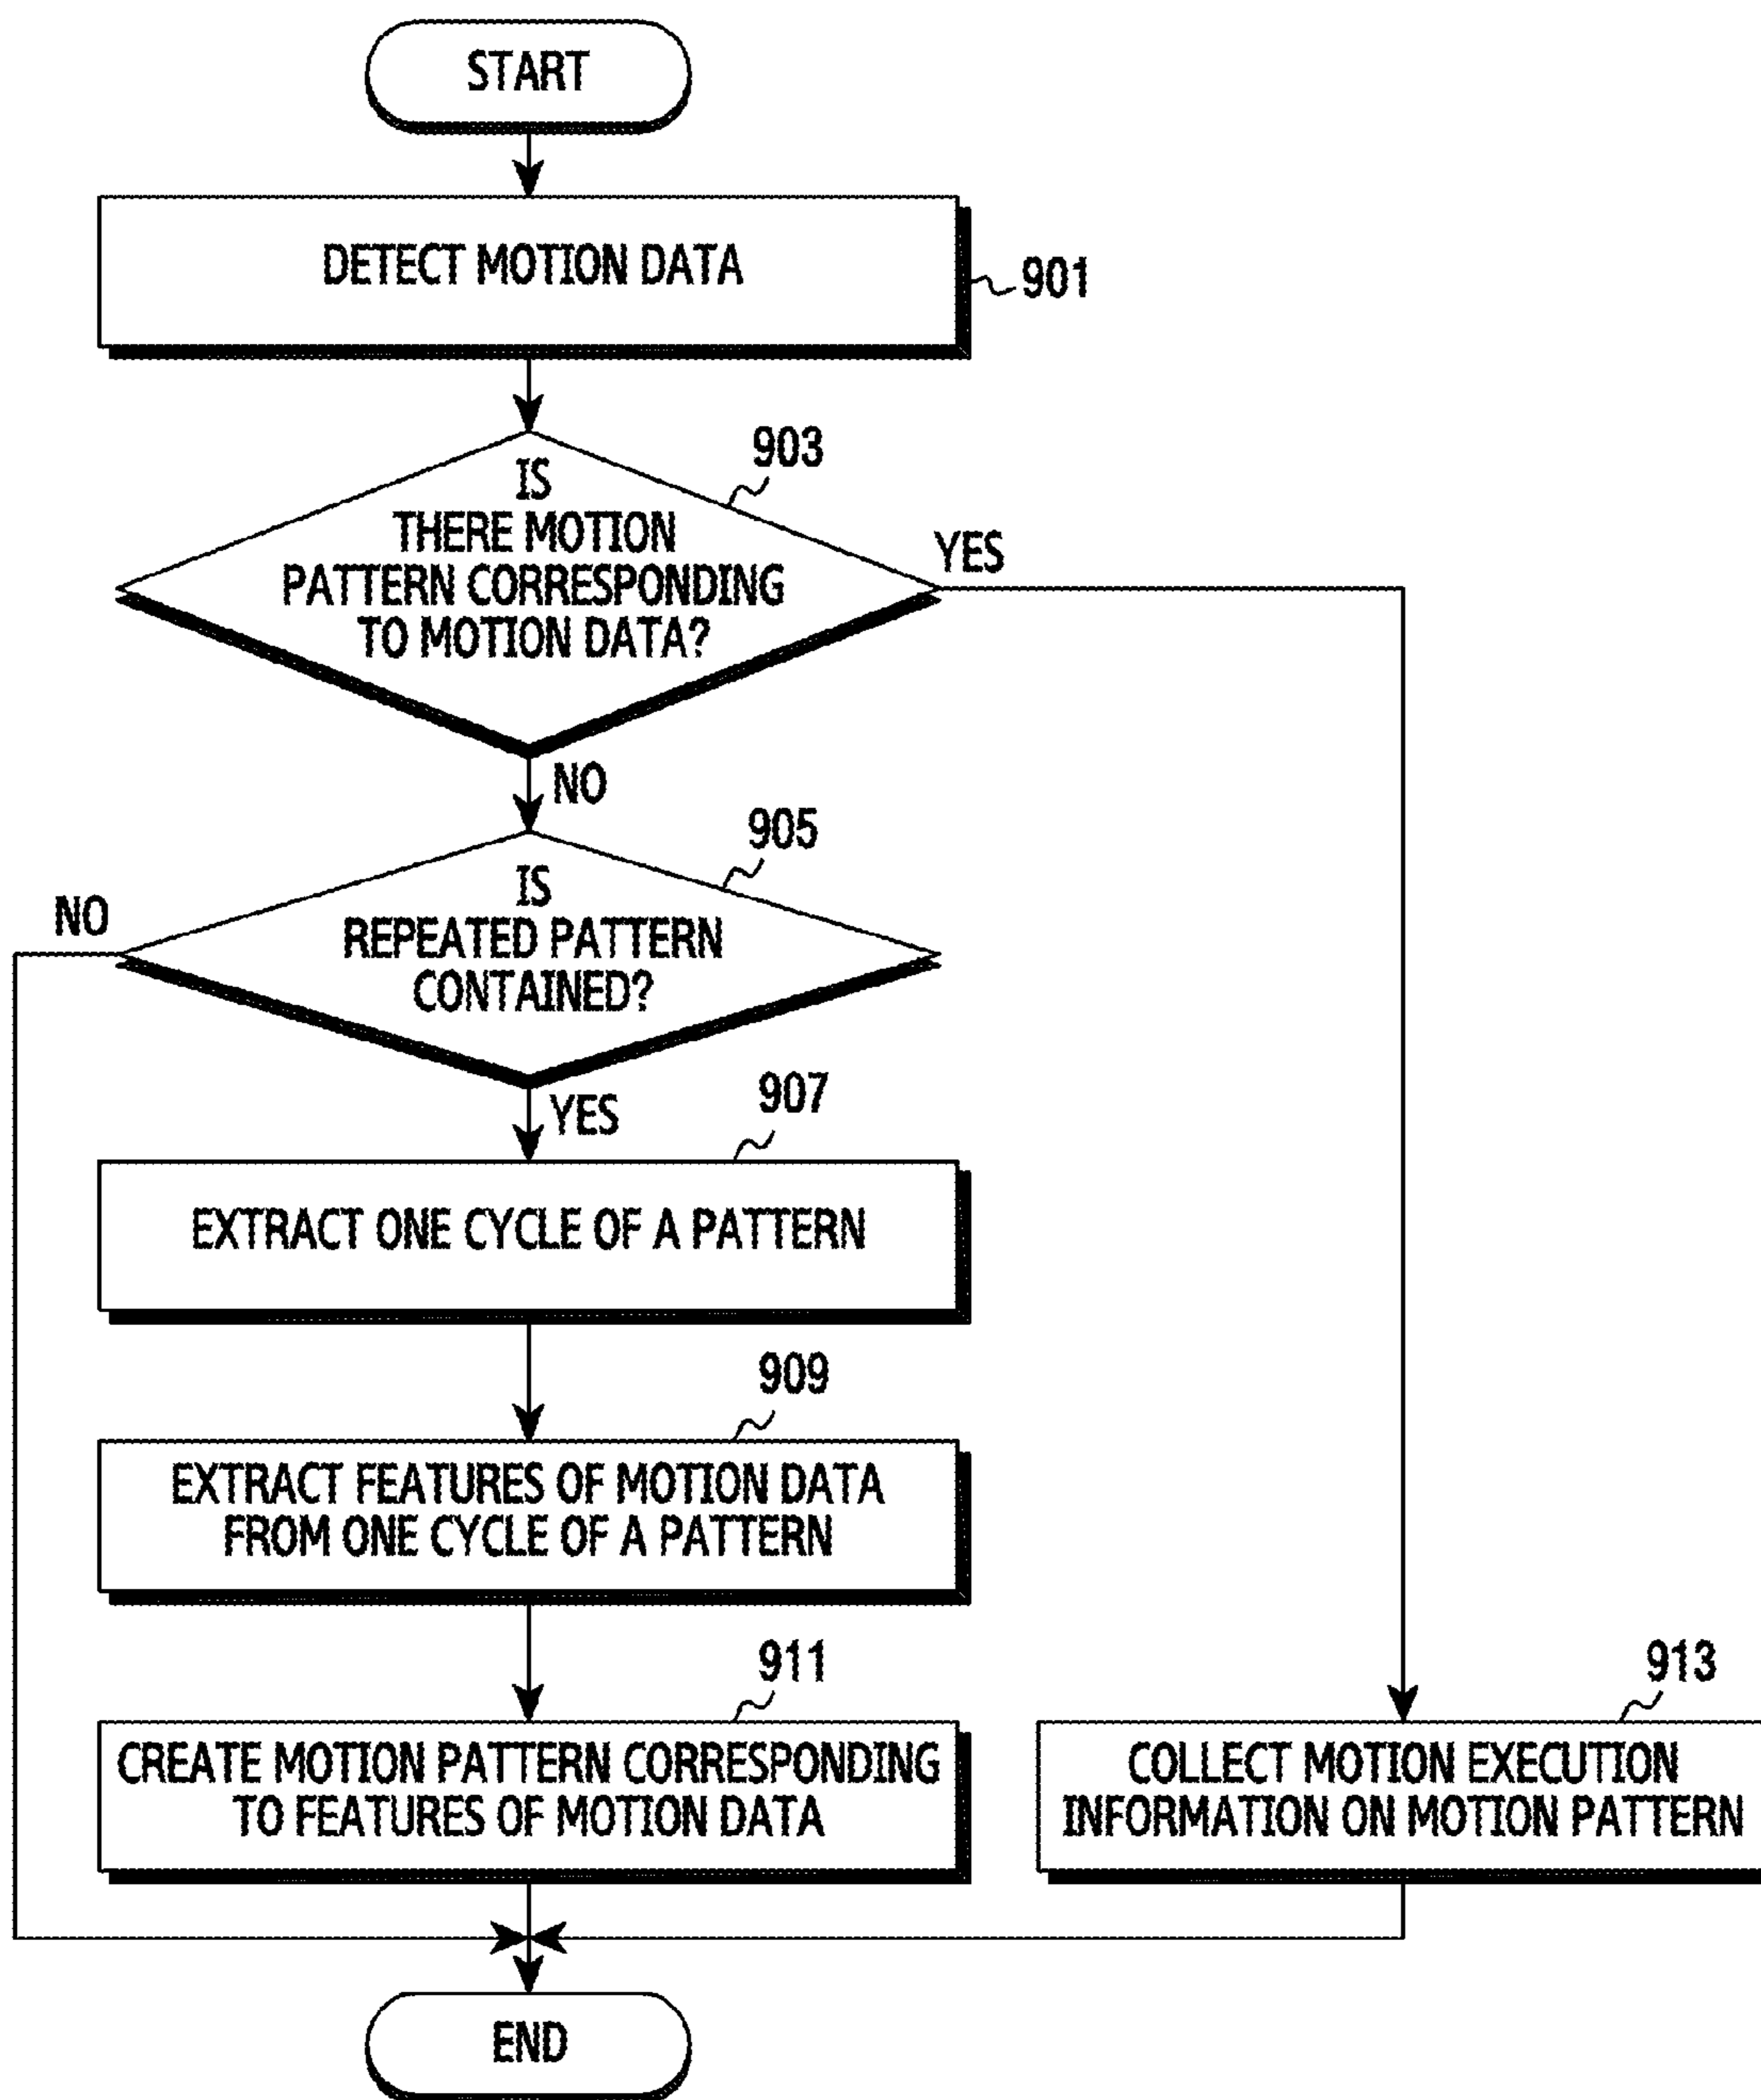 START
DETECT MOTION DATA
901
903
IS
THERE MOTION
PATTERN CORRESPONDING
TO MOTION DATA?
YES
NO
905
IS
REPEATED PATTERN
CONTAINED?
NO
YES
907
EXTRACT ONE CYCLE OF A PATTERN
909
EXTRACT FEATURES OF MOTION DATA
FROM ONE CYCLE OF A PATTERN
911
CREATE MOTION PATTERN CORRESPONDING
TO FEATURES OF MOTION DATA
913
COLLECT MOTION EXECUTION
INFORMATION ON MOTION PATTERN
END